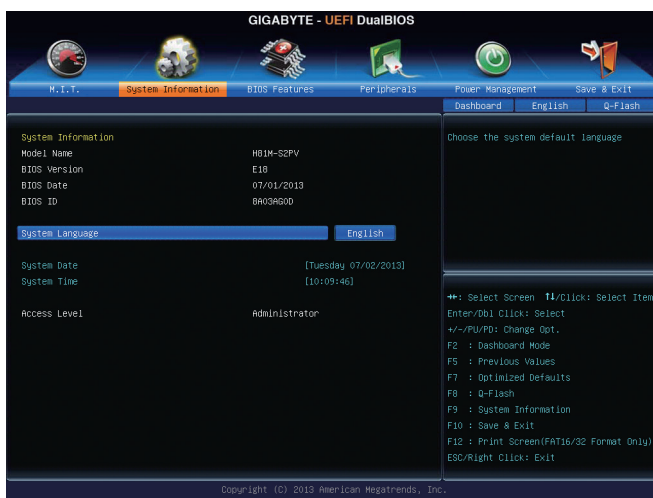 GIGABYTE - UEFI DualBIOS
M.I.T. System Information BIOS Features Peripherals Power Management Save & Exit
Dashboard English Q-Flash
System Information
Model Name H81M-S2PV
BIOS Version E18
BIOS Date 07/01/2013
BIOS ID 8A03AG0D
System Language English
System Date [Tuesday 07/02/2013]
System Time [10:09:46]
Access Level Administrator
Choose the system default language
→←: Select Screen ↑↓/Click: Select Item
Enter/Dbl Click: Select
+/-/PU/PD: Change Opt.
F2 : Dashboard Mode
F5 : Previous Values
F7 : Optimized Defaults
F8 : Q-Flash
F9 : System Information
F10 : Save & Exit
F12 : Print Screen(FAT16/32 Format Only)
ESC/Right Click: Exit
Copyright (C) 2013 American Megatrends, Inc.